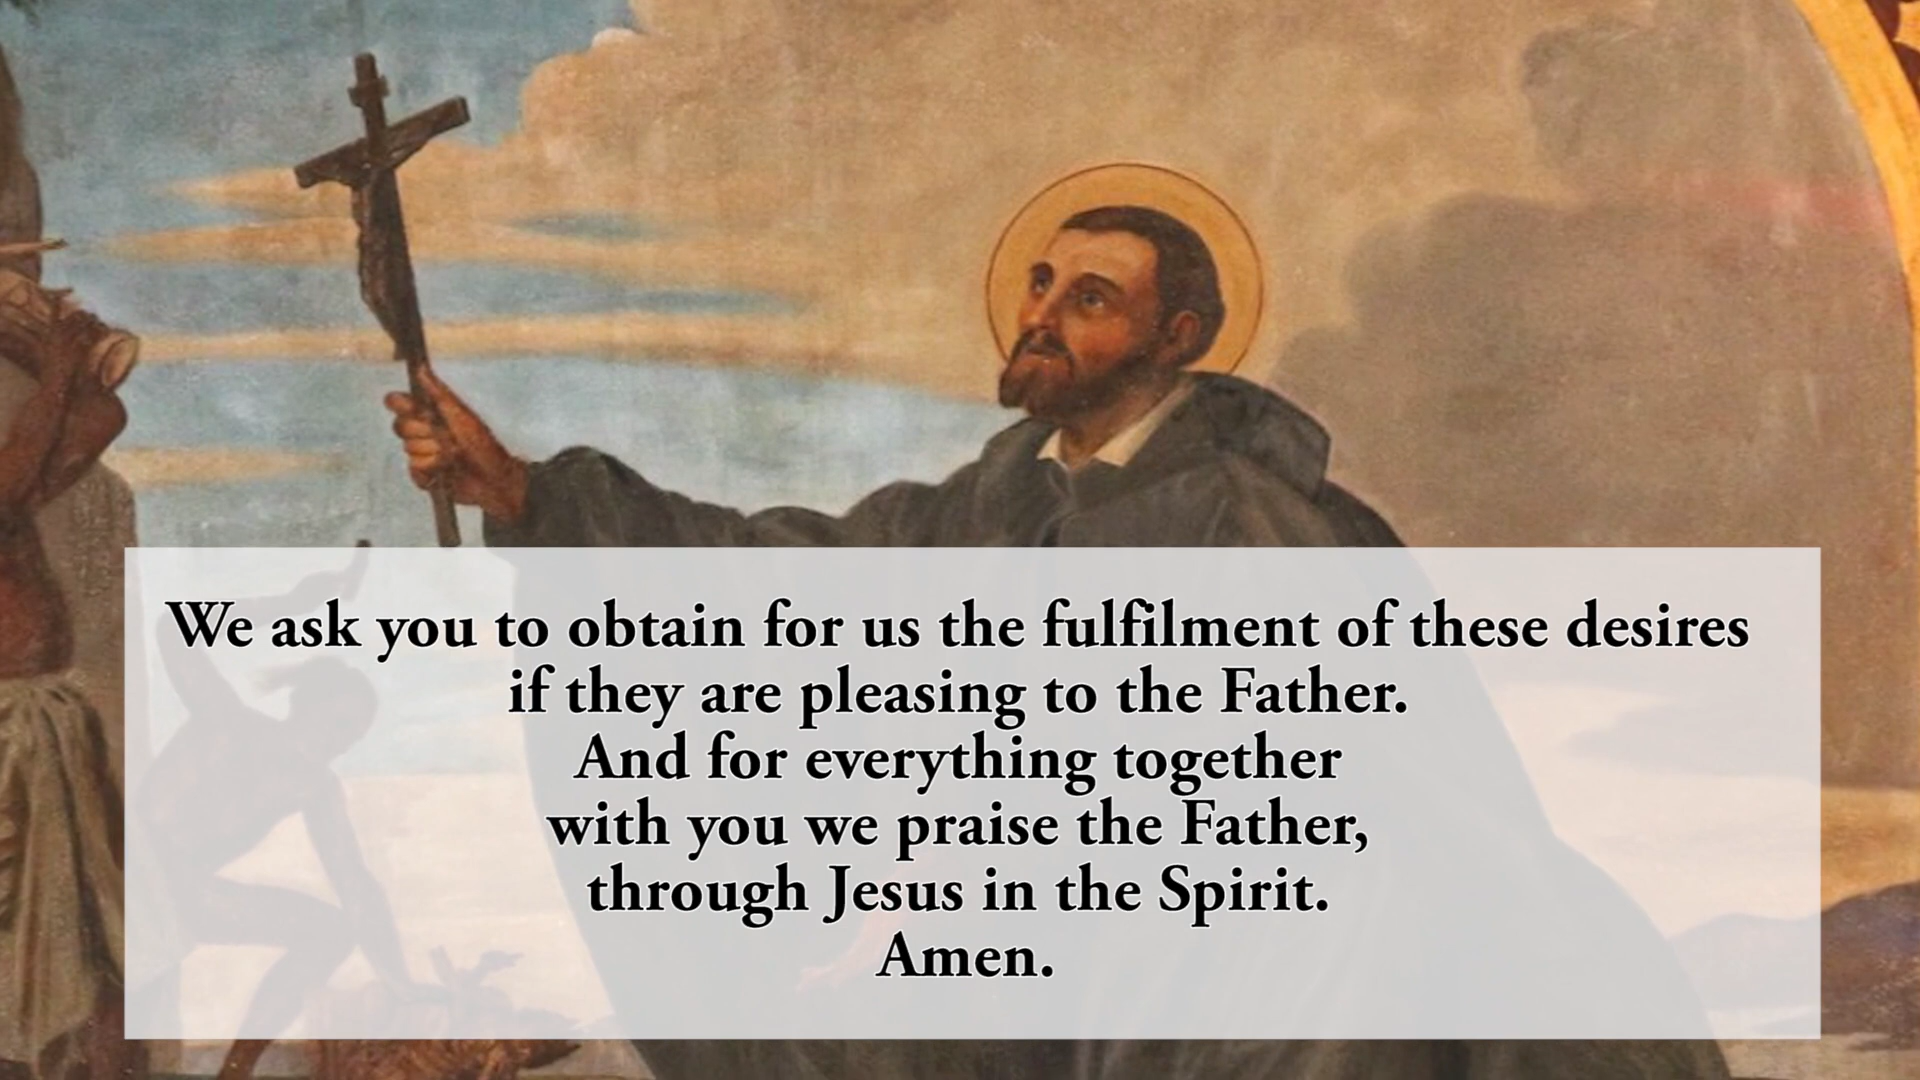 We ask you to obtain for us the fulfilment of these desires
if they are pleasing to the Father.
And for everything together
with you we praise the Father,
through Jesus in the Spirit.
Amen.